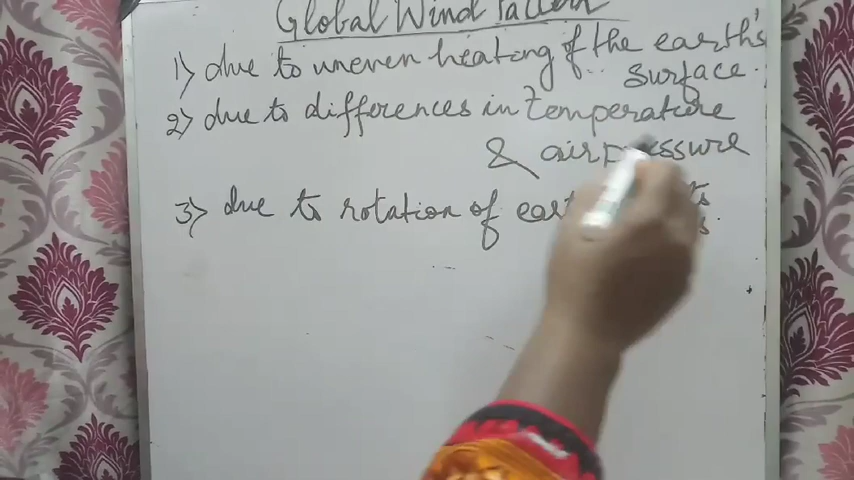 Global Wind Pattern
1) due to uneven heating of the earth's
surface.
2) due to differences in temperature
& air pressure
3) due to rotation of